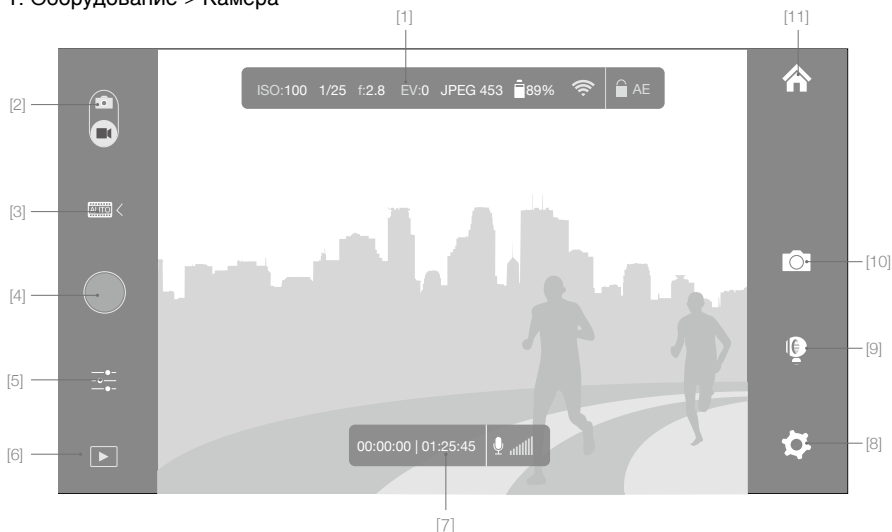 1. Оборудование > Камера
[1] [11]
ISO:100 1/25 f:2.8 EV:0 JPEG 453 89% AE
[2]
[3] AUTO
[10]
[4]
[9]
[5]
00:00:00 | 01:25:45
[8]
[6]
[7]